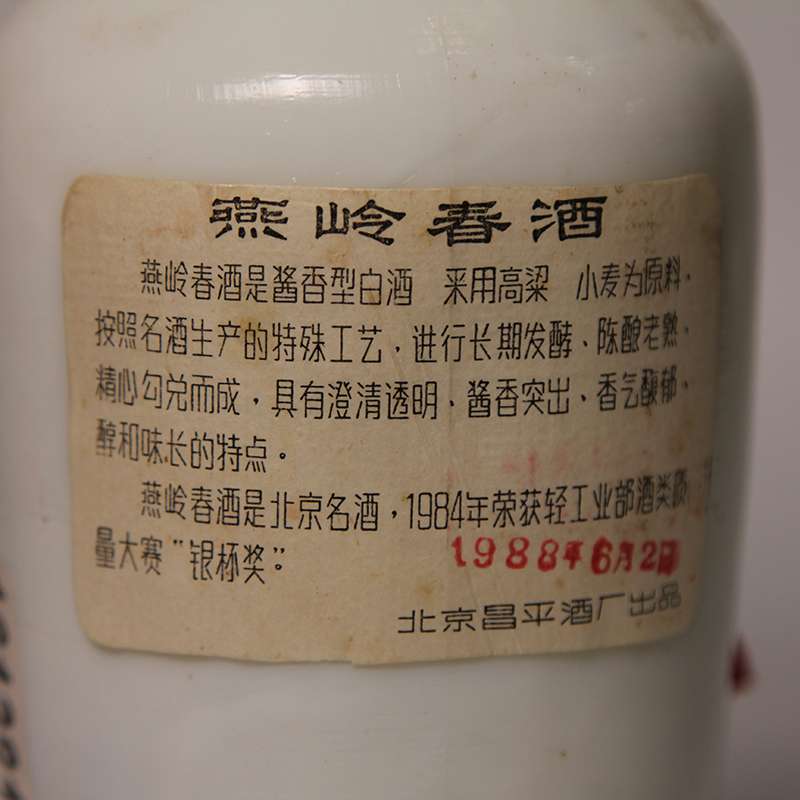 燕岭春酒
燕岭春酒是酱香型白酒 采用高粱 小麦为原料，
按照名酒生产的特殊工艺，进行长期发酵、陈酿老熟，
精心勾兑而成，具有澄清透明，酱香突出、香气馥郁，
醇和味长的特点。
燕岭春酒是北京名酒，1984年荣获轻工业部酒类质
量大赛“银杯奖”。
1988年6月2日
北京昌平酒厂出品